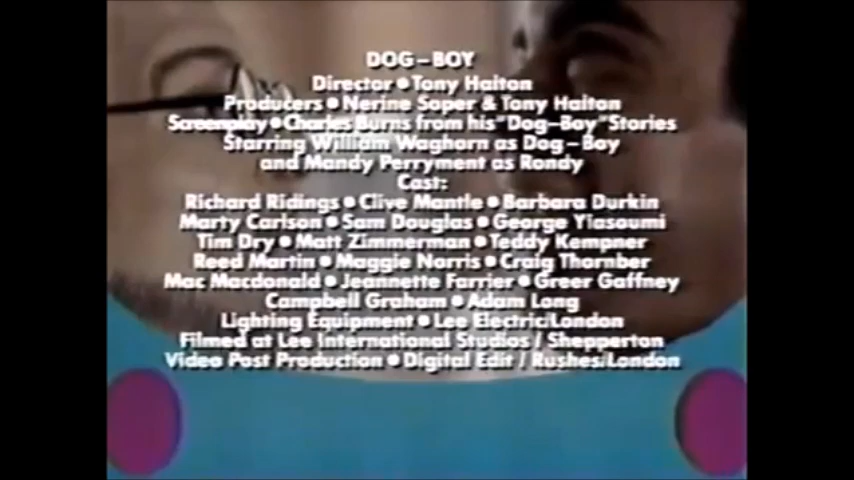 DOG-BOY
Director • Tony Haiton
Producers • Nerine Soper & Tony Haiton
Screenplay • Charles Burns from his "Dog-Boy" Stories
Starring William Waghorn as Dog-Boy
and Mandy Perryment as Rondy
Cast:
Richard Ridings • Clive Mantle • Barbara Durkin
Marty Carlson • Sam Douglas • George Yiasoumi
Tim Dry • Matt Zimmerman • Teddy Kempner
Reed Martin • Maggie Norris • Craig Thornber
Mac Macdonald • Jeannette Farrier • Greer Gaffney
Campbell Graham • Adam Long
Lighting Equipment • Lee Electric/London
Filmed at Lee International Studios / Shepperton
Video Post Production • Digital Edit / Rushes/London